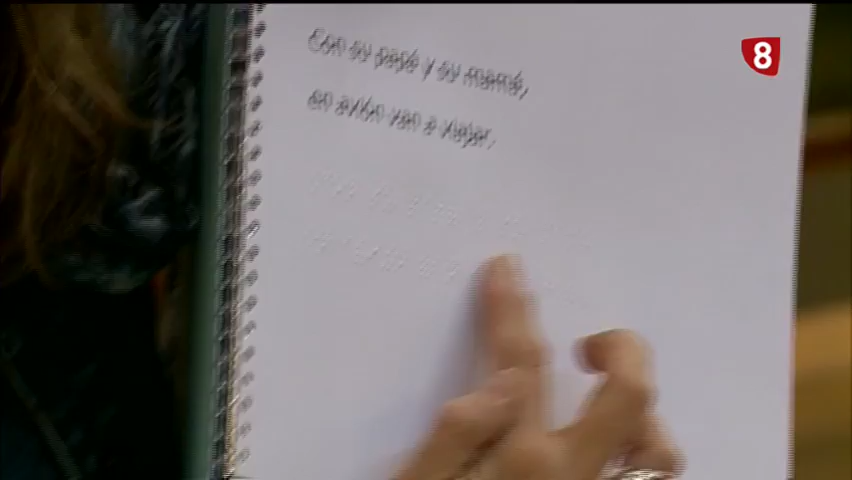 Con su papá y su mamá,
en avión van a viajar.
8